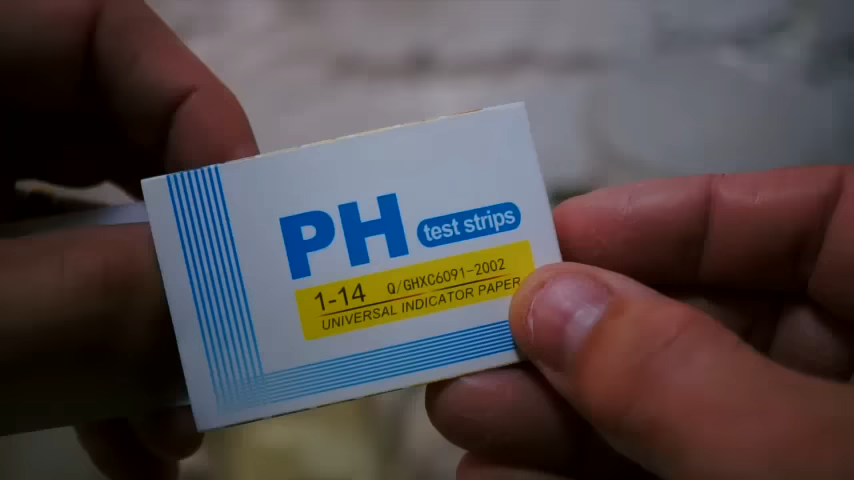 PH test strips
1-14 Q/GHXC6091-2002
UNIVERSAL INDICATOR PAPER